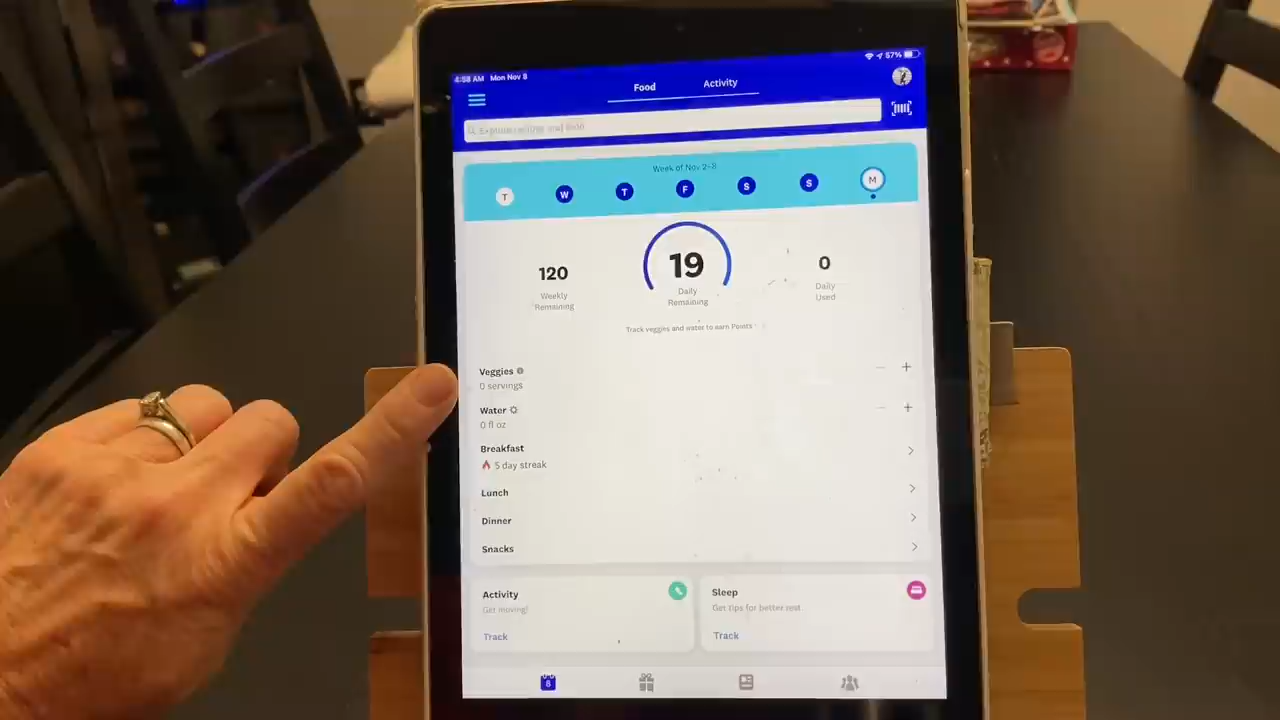 4:58 AM Mon Nov 8
57%
Food
Activity
Week of Nov 2-8
T W T F S S M
120
Weekly
Remaining
19
Daily
Remaining
0
Daily
Used
Track veggies and water to earn Points
Veggies
0 servings
Water
0 fl oz
Breakfast
5 day streak
Lunch
Dinner
Snacks
Activity
Get moving!
Track
Sleep
Get tips for better rest
Track
8